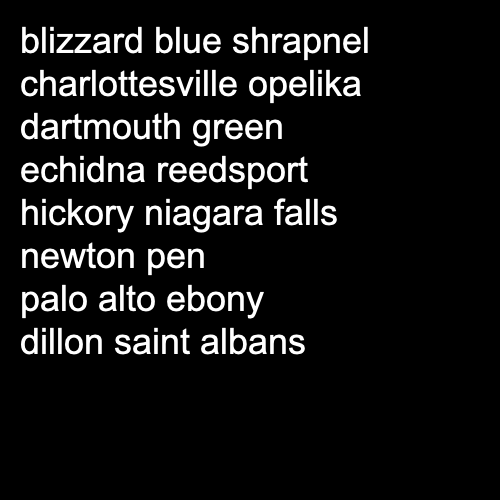 blizzard blue shrapnel
charlottesville opelika
dartmouth green
echidna reedsport
hickory niagara falls
newton pen
palo alto ebony
dillon saint albans